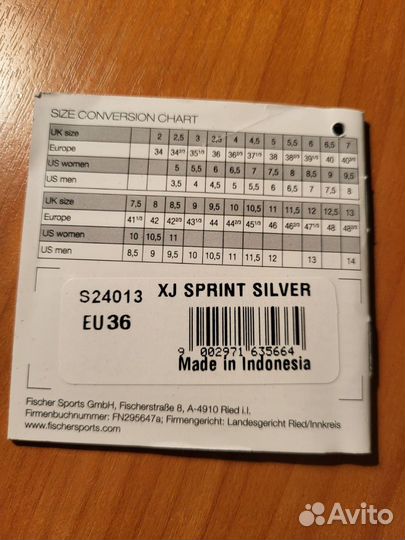 SIZE CONVERSION CHART
UK size 2 2,5 3 3,5 4 4,5 5 5,5 6 6,5 7
Europe 34 34²/³ 35¹/³ 36 36²/³ 37¹/³ 38 38²/³ 39¹/³ 40 40²/³
US women 5 5,5 6 6,5 7 7,5 8 8,5 9 9,5
US men 3,5 4 4,5 5 5,5 6 6,5 7 7,5 8
UK size 7,5 8 8,5 9 9,5 10 10,5 11 11,5 12 12,5 13
Europe 41¹/³ 42 42²/³ 43¹/³ 44 44²/³ 45¹/³ 46 46²/³ 47¹/³ 48 48²/³
US women 10 10,5 11
US men 8,5 9 9,5 10 10,5 11 11,5 12 13 14
S24013 XJ SPRINT SILVER
EU 36
9 002971 635664
Made in Indonesia
Fischer Sports GmbH, Fischerstraße 8, A-4910 Ried i.I.
Firmenbuchnummer: FN295647a; Firmengericht: Landesgericht Ried/Innkreis
www.fischersports.com
Avito